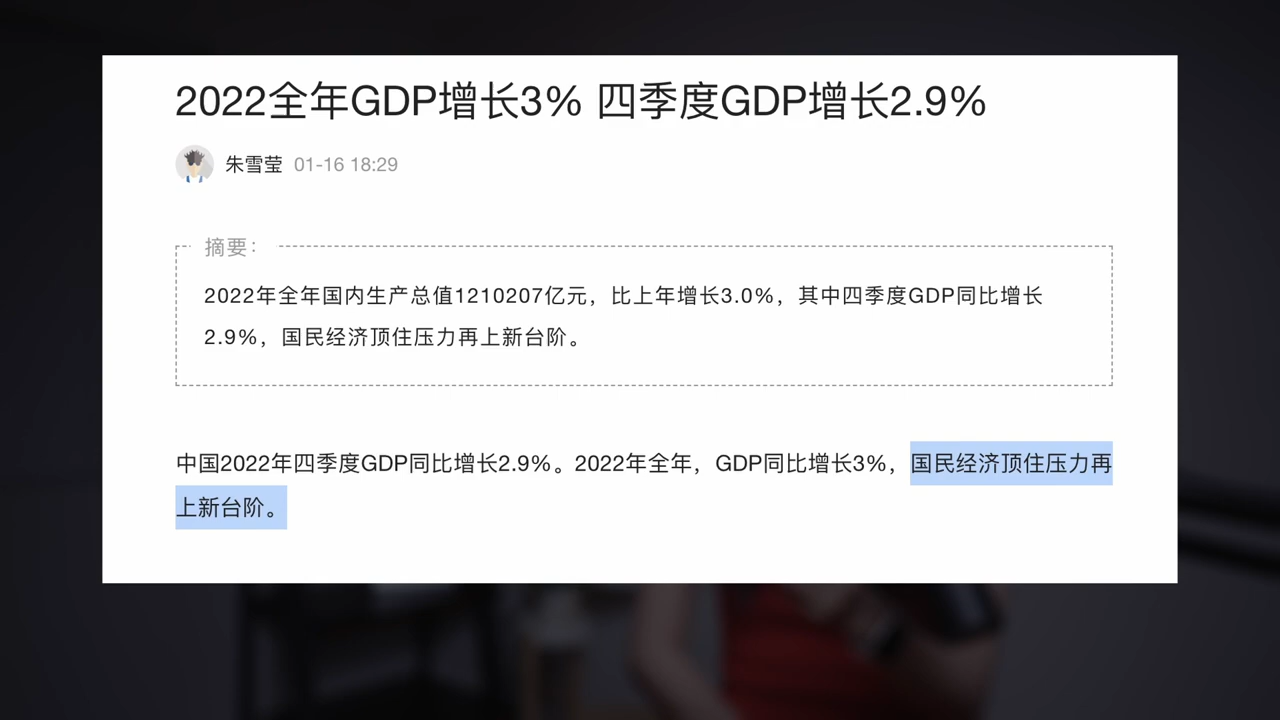 2022全年GDP增长3% 四季度GDP增长2.9%
朱雪莹 01-16 18:29
摘要：
2022年全年国内生产总值1210207亿元，比上年增长3.0%，其中四季度GDP同比增长
2.9%，国民经济顶住压力再上新台阶。
中国2022年四季度GDP同比增长2.9%。2022年全年，GDP同比增长3%，国民经济顶住压力再
上新台阶。